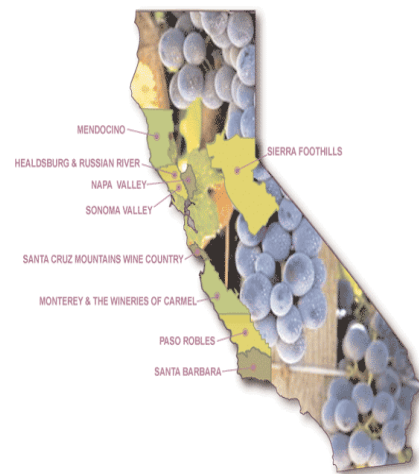 MENDOCINO
SIERRA FOOTHILLS
HEALDSBURG & RUSSIAN RIVER
NAPA VALLEY
SONOMA VALLEY
SANTA CRUZ MOUNTAINS WINE COUNTRY
MONTEREY & THE WINERIES OF CARMEL
PASO ROBLES
SANTA BARBARA